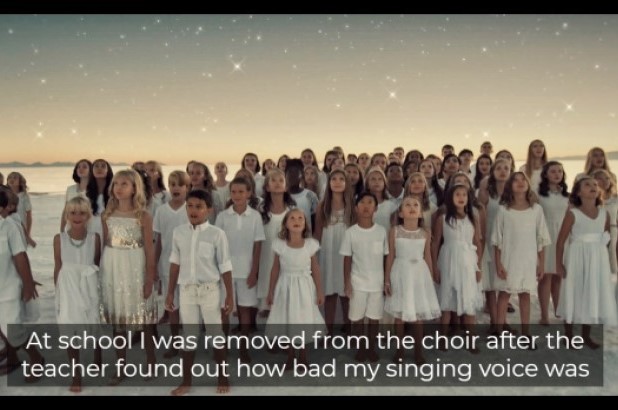 At school I was removed from the choir after the
teacher found out how bad my singing voice was